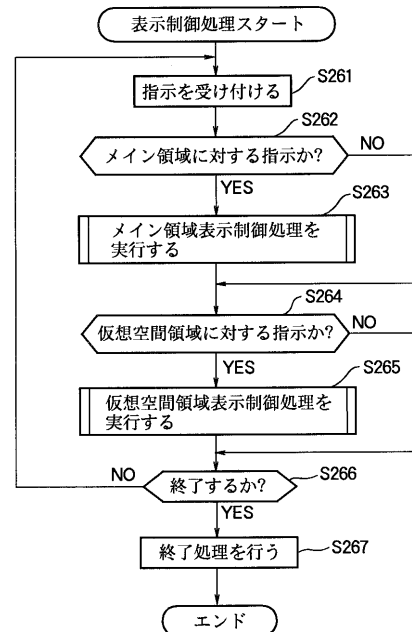 表示制御処理スタート
S261
指示を受け付ける
S262
メイン領域に対する指示か?
NO
YES
S263
メイン領域表示制御処理を
実行する
S264
仮想空間領域に対する指示か?
NO
YES
S265
仮想空間領域表示制御処理を
実行する
NO
終了するか?
S266
YES
終了処理を行う
S267
エンド